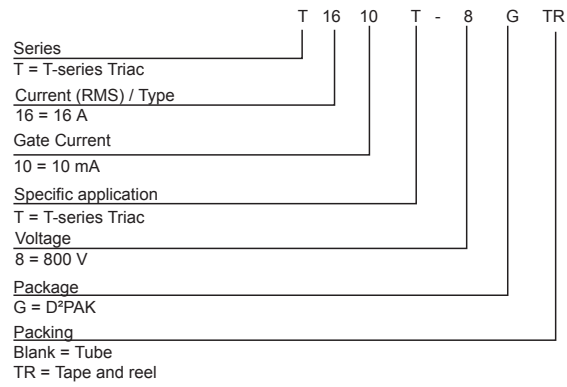 T 16 10 T - 8 G TR
Series
T = T-series Triac
Current (RMS) / Type
16 = 16 A
Gate Current
10 = 10 mA
Specific application
T = T-series Triac
Voltage
8 = 800 V
Package
G = D²PAK
Packing
Blank = Tube
TR = Tape and reel